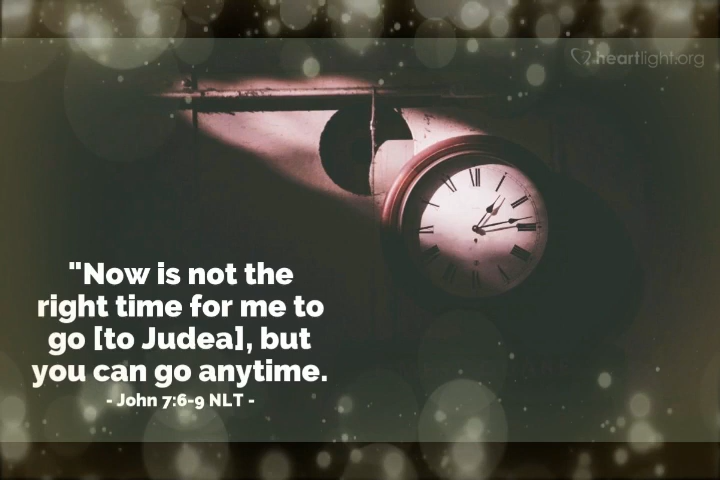 heartlight.org
"Now is not the
right time for me to
go [to Judea], but
you can go anytime.
- John 7:6-9 NLT -